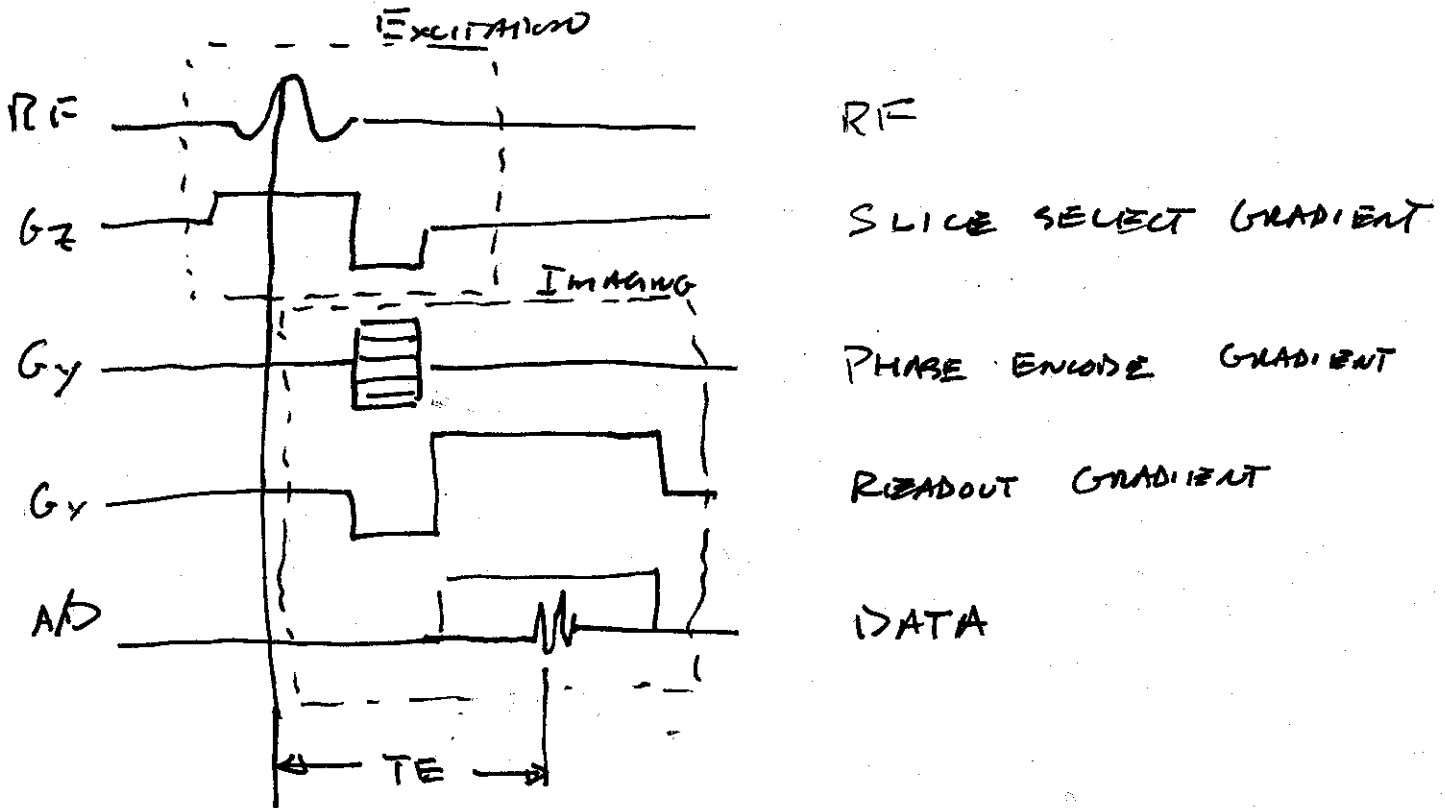 EXCITATION
RF RF
Gz SLICE SELECT GRADIENT
IMAGING
Gy PHASE ENCODE GRADIENT
Gx READOUT GRADIENT
A/D DATA
TE